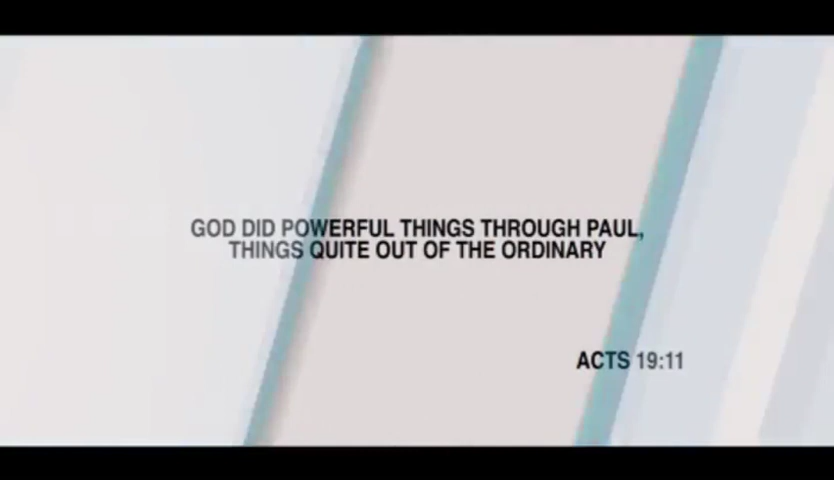 GOD DID POWERFUL THINGS THROUGH PAUL,
THINGS QUITE OUT OF THE ORDINARY
ACTS 19:11